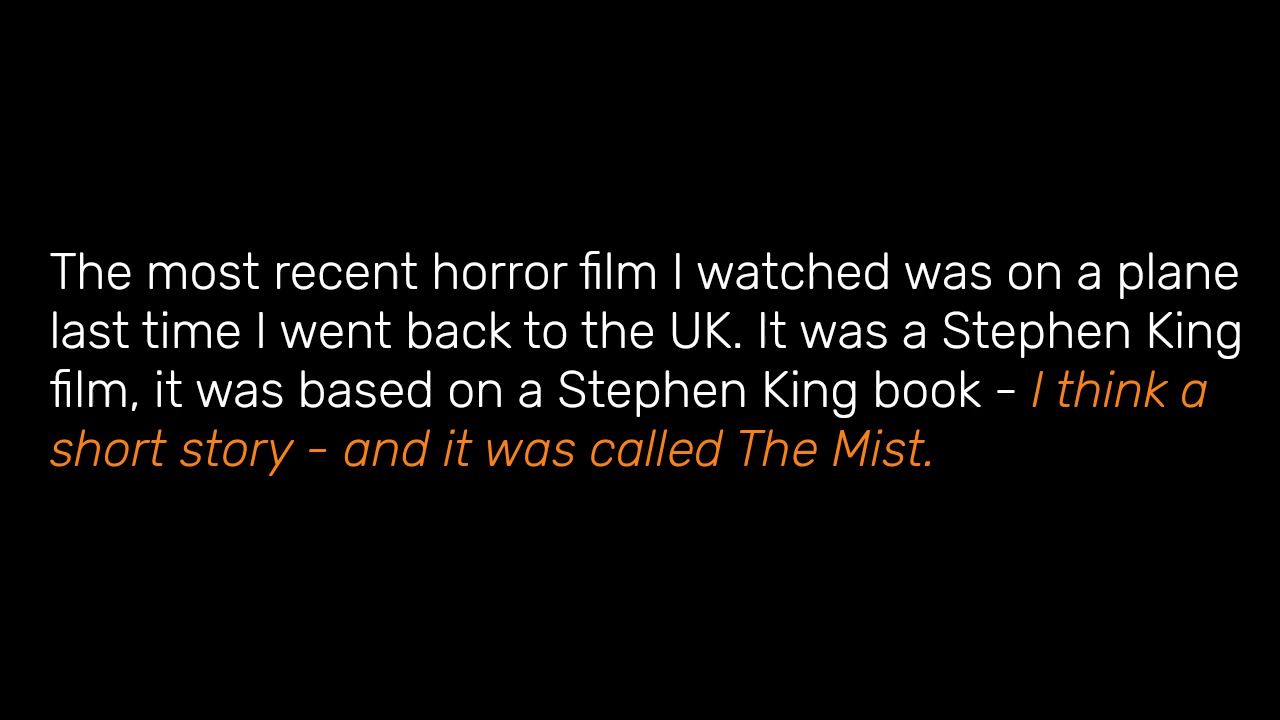 The most recent horror film I watched was on a plane
last time I went back to the UK. It was a Stephen King
film, it was based on a Stephen King book - I think a
short story - and it was called The Mist.